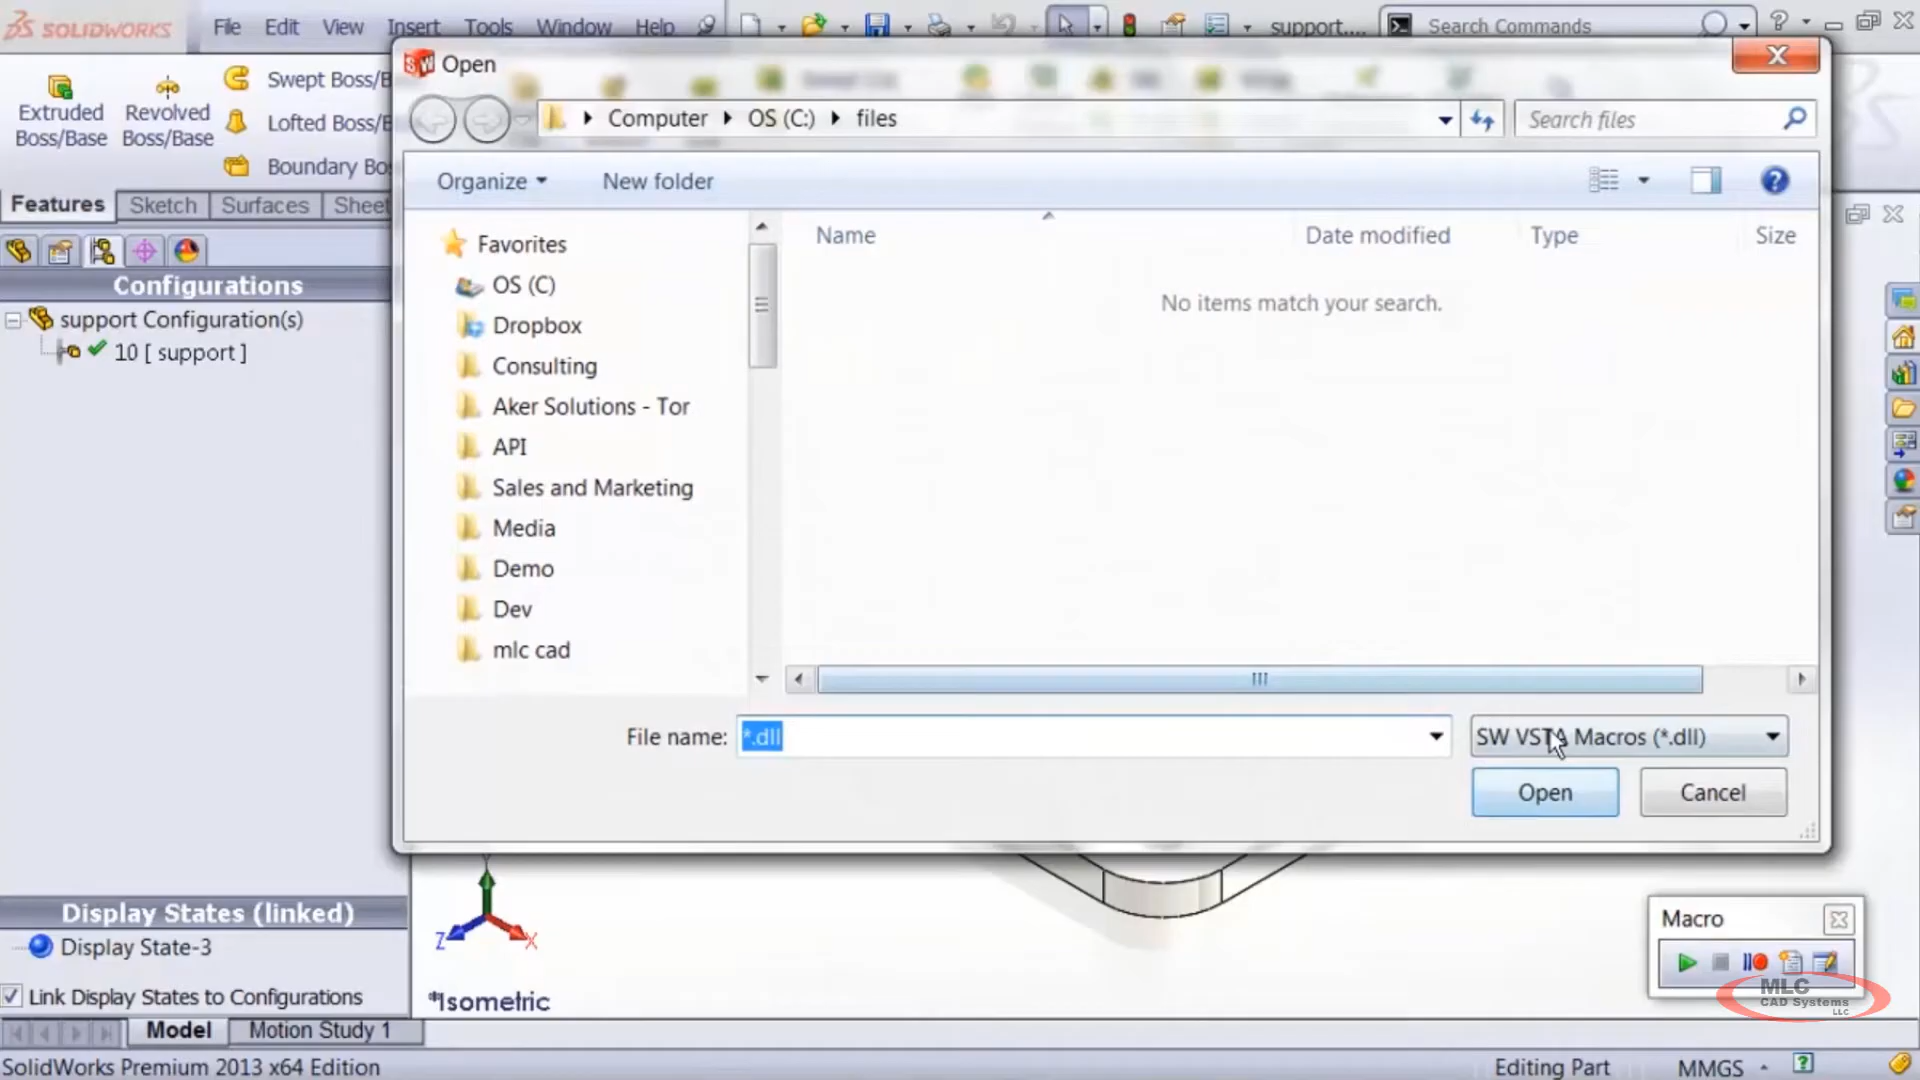 SOLIDWORKS
File Edit View Insert Tools Window Help
support....
Search Commands
Extruded Boss/Base
Revolved Boss/Base
Swept Boss/B
Lofted Boss/B
Boundary Bo
Features Sketch Surfaces Sheet
Configurations
support Configuration(s)
10 [ support ]
Open
Computer OS (C:) files
Search files
Organize New folder
Favorites
OS (C)
Dropbox
Consulting
Aker Solutions - Tor
API
Sales and Marketing
Media
Demo
Dev
mlc cad
Name Date modified Type Size
No items match your search.
File name: *.dll
SW VSTA Macros (*.dll)
Open Cancel
Display States (linked)
Display State-3
Link Display States to Configurations
Y
Z X
*Isometric
Macro
MLC
CAD Systems
LLC
Model Motion Study 1
SolidWorks Premium 2013 x64 Edition
Editing Part MMGS